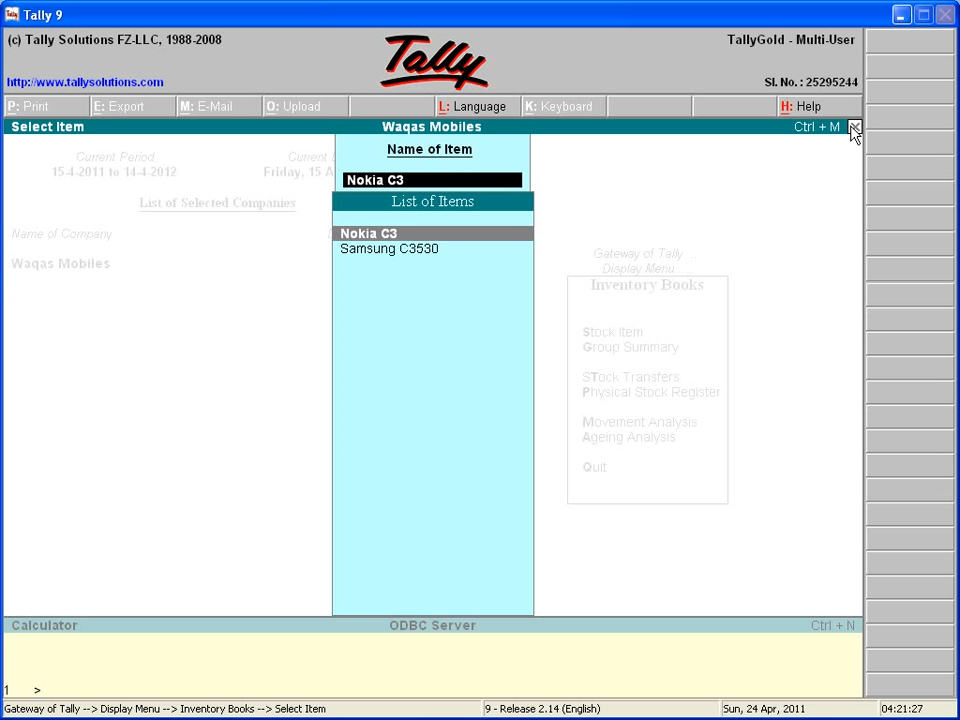 Tally 9
(c) Tally Solutions FZ-LLC, 1988-2008
TallyGold - Multi-User
Tally
http://www.tallysolutions.com
Sl. No.: 25295244
P: Print
E: Export
M: E-Mail
O: Upload
L: Language
K: Keyboard
H: Help
Select Item
Waqas Mobiles
Ctrl + M
Name of Item
Nokia C3
List of Items
Nokia C3
Samsung C3530
Current Period
15-4-2011 to 14-4-2012
Friday, 15 A
List of Selected Companies
Name of Company
Waqas Mobiles
Gateway of Tally ...
Display Menu ...
Inventory Books
Stock Item
Group Summary
STock Transfers
Physical Stock Register
Movement Analysis
Ageing Analysis
Quit
Calculator
ODBC Server
Ctrl + N
1 >
Gateway of Tally --> Display Menu --> Inventory Books --> Select Item
9 - Release 2.14 (English)
Sun, 24 Apr, 2011
04:21:27